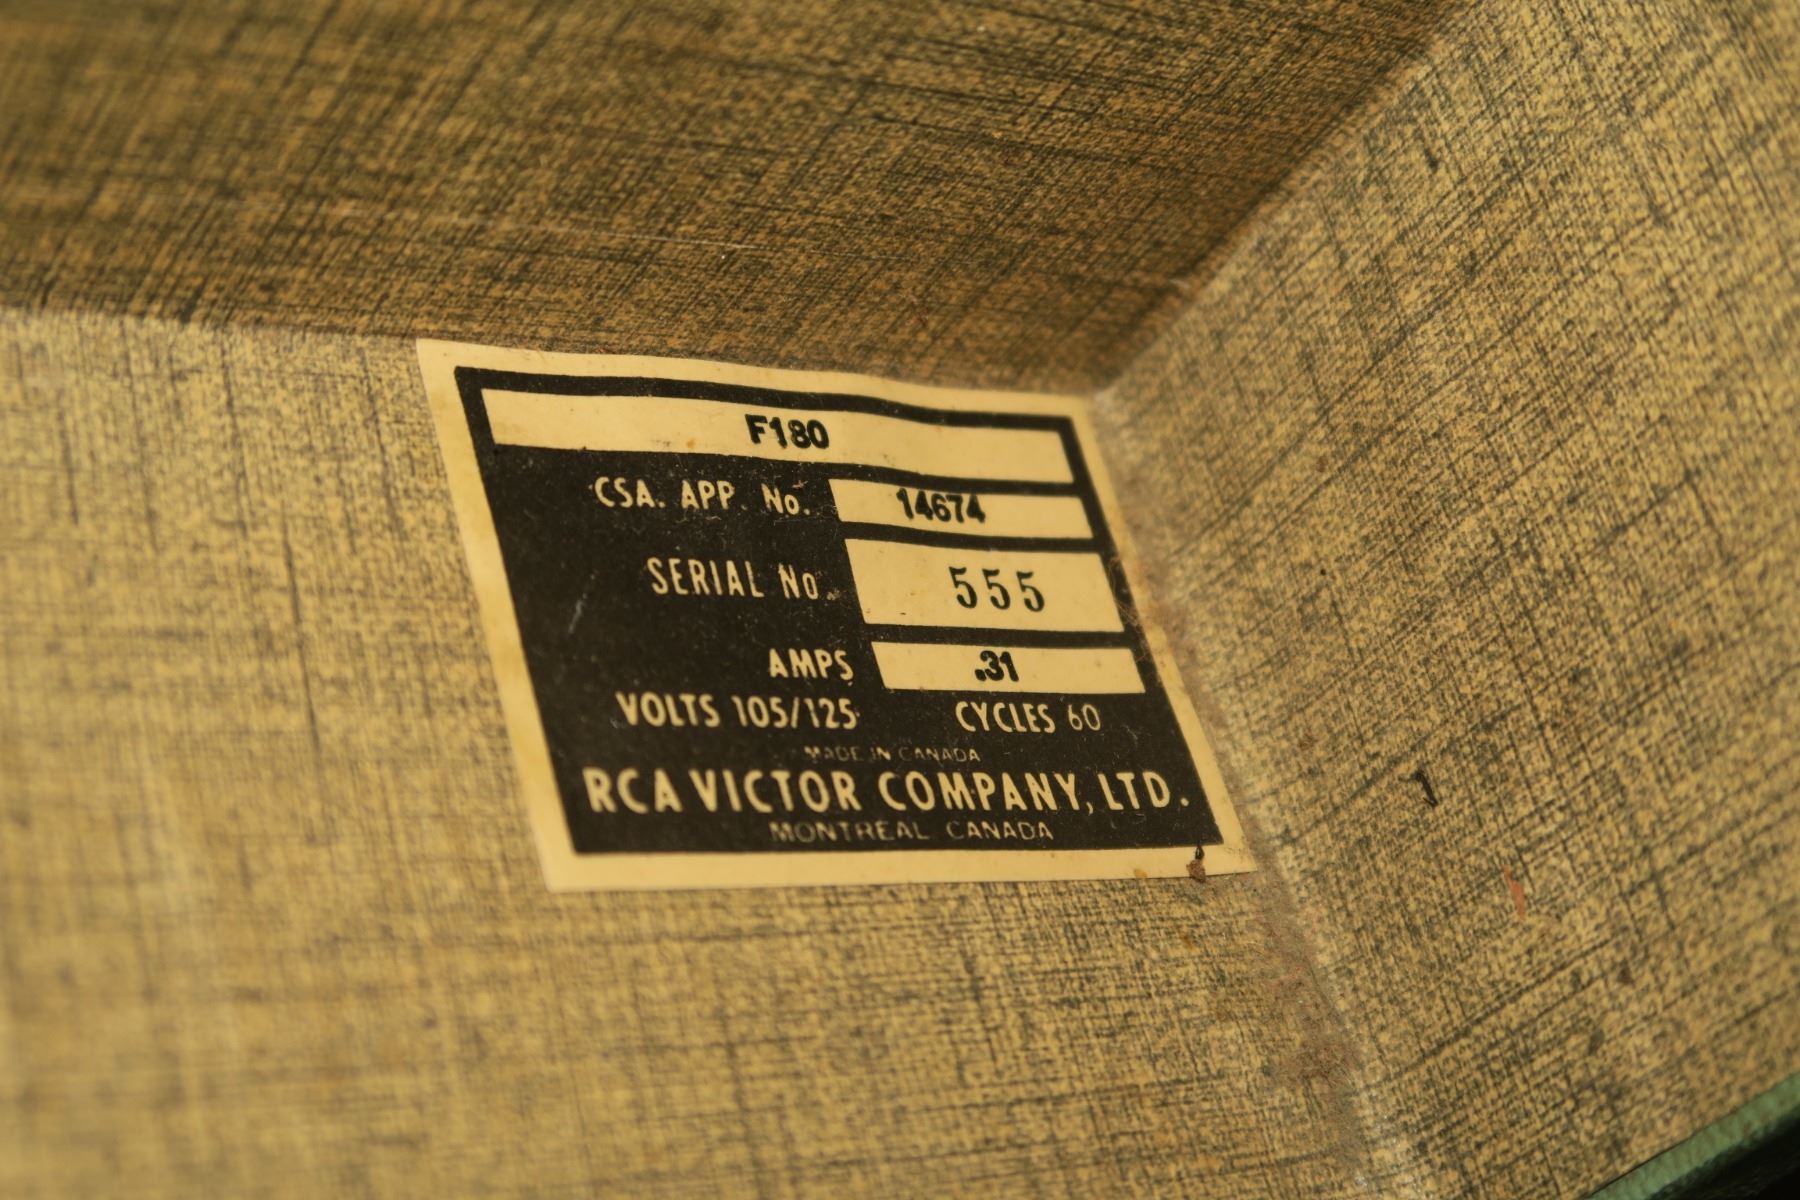 F180
CSA. APP. No. 14674
SERIAL No. 555
AMPS .31
VOLTS 105/125 CYCLES 60
MADE IN CANADA
RCA VICTOR COMPANY, LTD.
MONTREAL CANADA